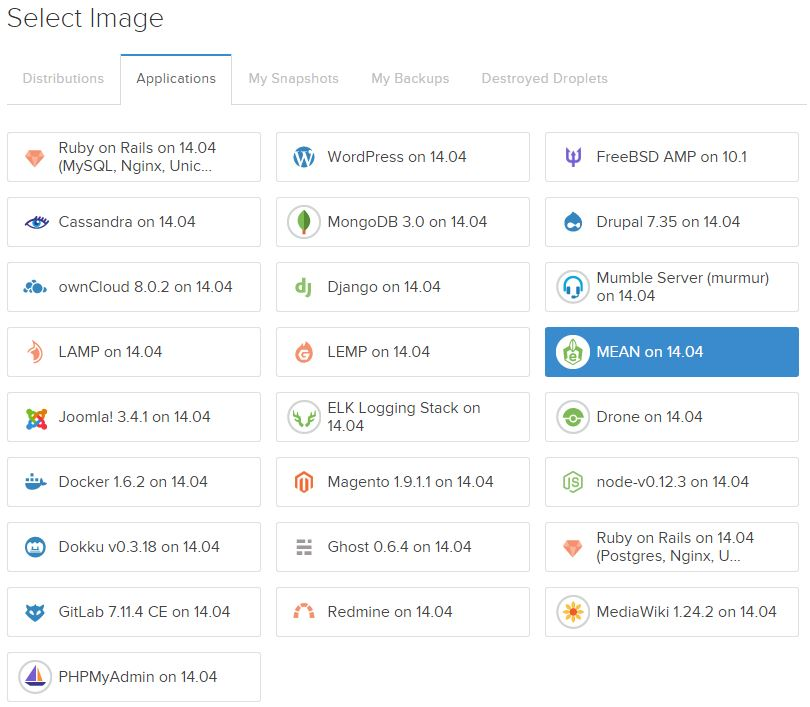 Select Image
Distributions
Applications
My Snapshots
My Backups
Destroyed Droplets
Ruby on Rails on 14.04
(MySQL, Nginx, Unic...
WordPress on 14.04
FreeBSD AMP on 10.1
Cassandra on 14.04
MongoDB 3.0 on 14.04
Drupal 7.35 on 14.04
ownCloud 8.0.2 on 14.04
dj
Django on 14.04
Mumble Server (murmur)
on 14.04
LAMP on 14.04
G
LEMP on 14.04
e
MEAN on 14.04
Joomla! 3.4.1 on 14.04
ELK Logging Stack on
14.04
Drone on 14.04
Docker 1.6.2 on 14.04
Magento 1.9.1.1 on 14.04
JS
node-v0.12.3 on 14.04
Dokku v0.3.18 on 14.04
Ghost 0.6.4 on 14.04
Ruby on Rails on 14.04
(Postgres, Nginx, U...
GitLab 7.11.4 CE on 14.04
Redmine on 14.04
MediaWiki 1.24.2 on 14.04
PHPMyAdmin on 14.04